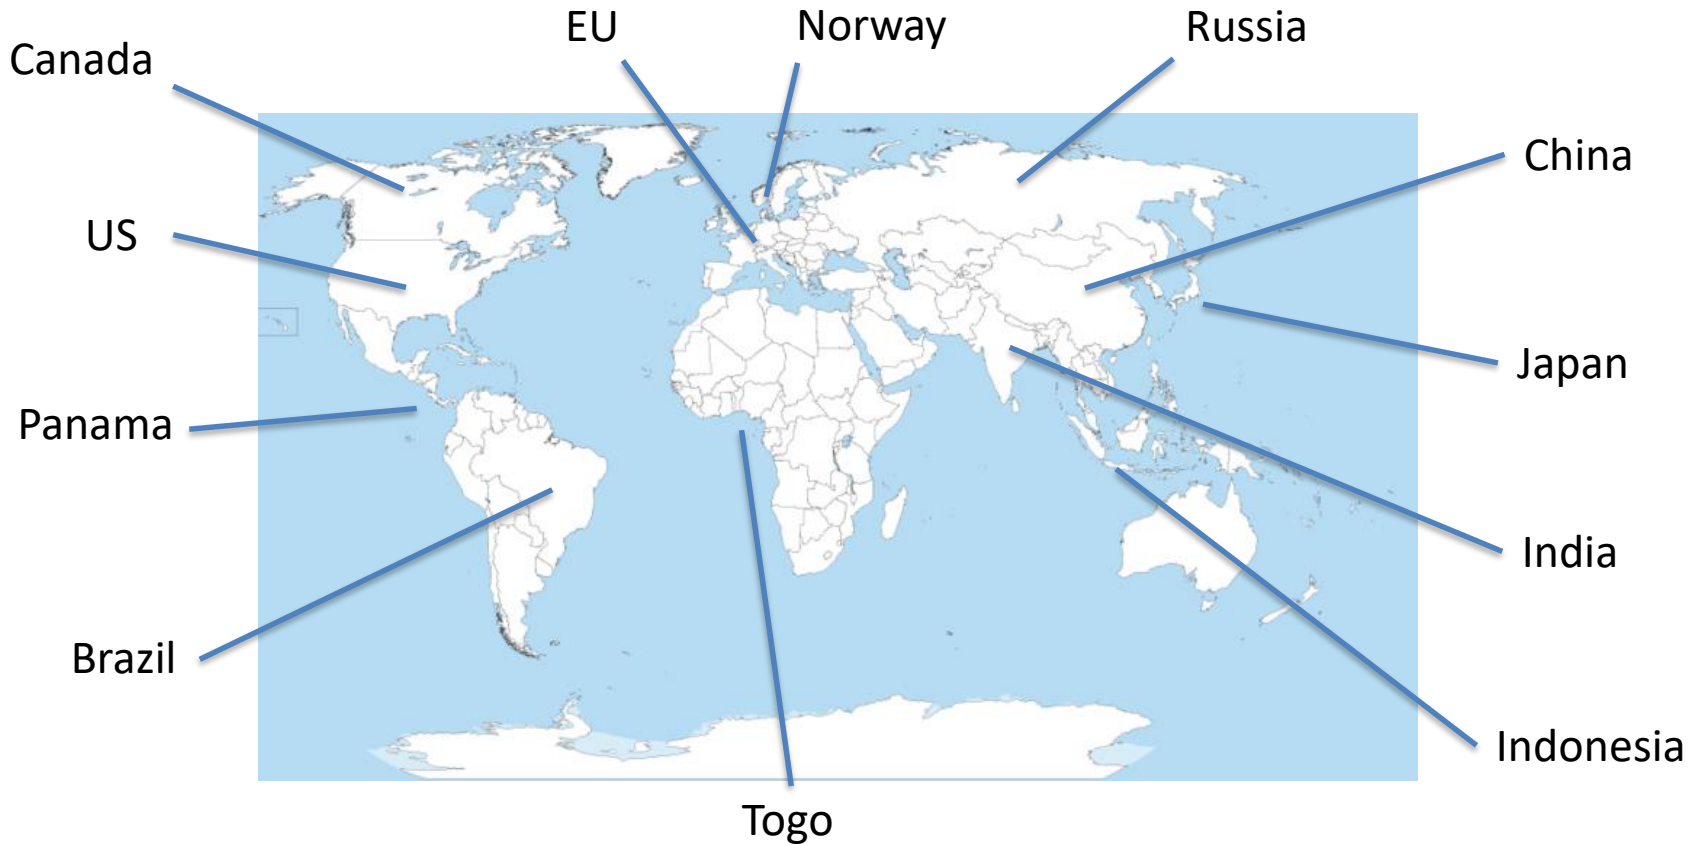 EU
Norway
Russia
Canada
China
US
Japan
Panama
India
Brazil
Indonesia
Togo